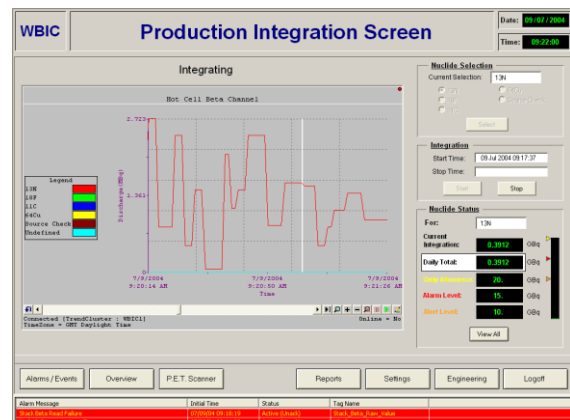 WBIC
Production Integration Screen
Date: 09/07/2004
Time: 09:22:00
Integrating
Hot Cell Beta Channel
2.723
1.361
0
Discharge(MBq)
Legend
13N
18F
11C
64Cu
Source Check
Undefined
7/9/2004
9:20:14 AM
7/9/2004
9:20:50 AM
7/9/2004
9:21:26 AM
Time
Connected [TrendCluster : WBIC1]
TimeZone = GMT Daylight Time
Online = No
Nuclide Selection
Current Selection: 13N
Select
Integration
Start Time: 09 Jul 2004 09:17:37
Stop Time:
Start
Stop
Nuclide Status
For: 13N
Current
Integration: 0.3912 GBq
Daily Total: 0.3912 GBq
20. GBq
Alarm Level: 15. GBq
Alert Level: 10. GBq
View All
Alarms / Events
Overview
P.E.T. Scanner
Reports
Settings
Engineering
Logoff
Alarm Message
Initial Time
Status
Tag Name
Stack Beta Read Failure
07/09/04 09:18:19
Active (Unack)
Stack_Beta_Raw_Value